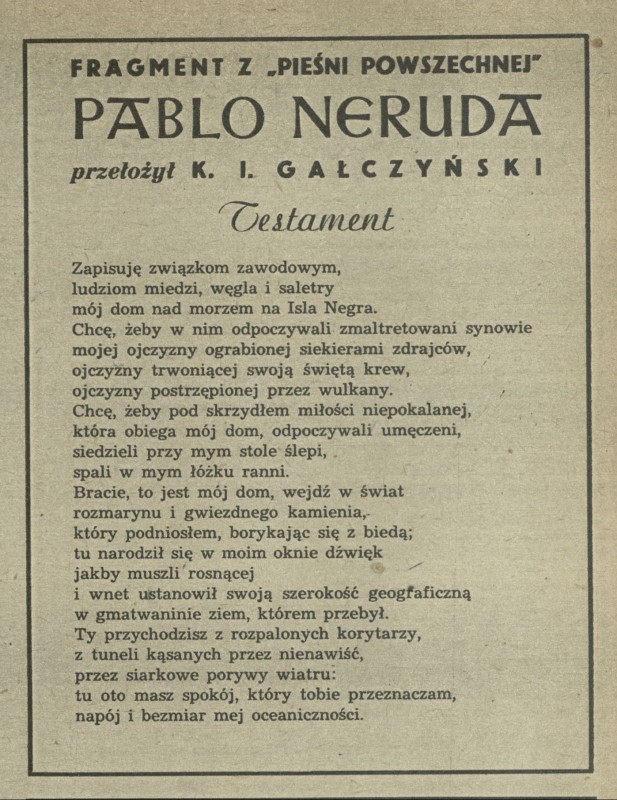 FRAGMENT Z „PIEŚNI POWSZECHNEJ"
PABLO NERUDA
przełożył K. I. GAŁCZYŃSKI
Testament
Zapisuję związkom zawodowym,
ludziom miedzi, węgla i saletry
mój dom nad morzem na Isla Negra.
Chcę, żeby w nim odpoczywali zmaltretowani synowie
mojej ojczyzny ograbionej siekierami zdrajców,
ojczyzny trwoniącej swoją świętą krew,
ojczyzny postrzępionej przez wulkany.
Chcę, żeby pod skrzydłem miłości niepokalanej,
która obiega mój dom, odpoczywali umęczeni,
siedzieli przy mym stole ślepi,
spali w mym łóżku ranni.
Bracie, to jest mój dom, wejdź w świat
rozmarynu i gwiezdnego kamienia,
który podniosłem, borykając się z biedą;
tu narodził się w moim oknie dźwięk
jakby muszli rosnącej
i wnet ustanowił swoją szerokość geograficzną
w gmatwaninie ziem, którem przebył.
Ty przychodzisz z rozpalonych korytarzy,
z tuneli kąsanych przez nienawiść,
przez siarkowe porywy wiatru:
tu oto masz spokój, który tobie przeznaczam,
napój i bezmiar mej oceaniczności.